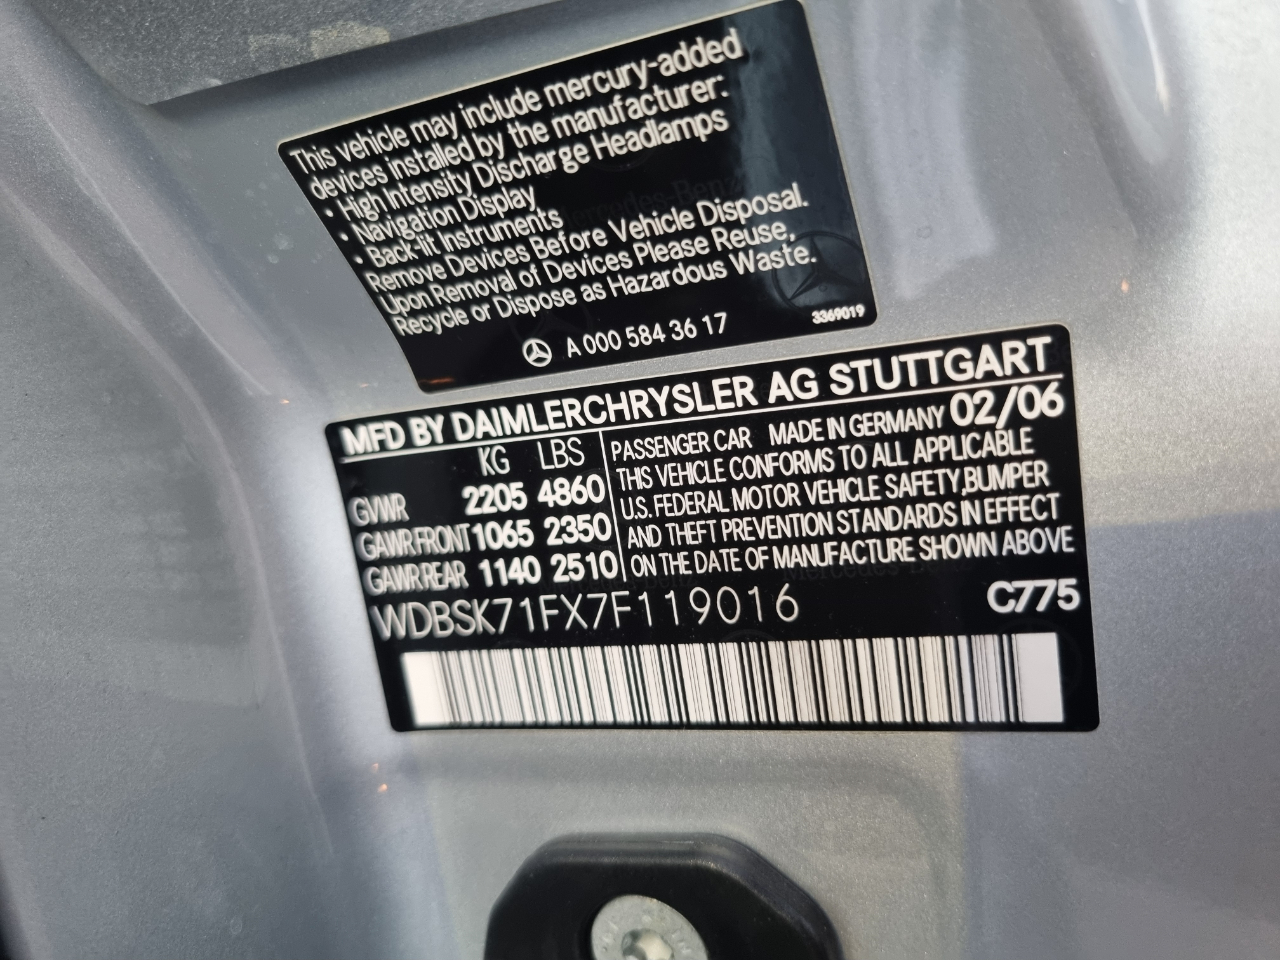 This vehicle may include mercury-added
devices installed by the manufacturer:
• High Intensity Discharge Headlamps
• Navigation Display
• Back-lit Instruments
Remove Devices Before Vehicle Disposal.
Upon Removal of Devices Please Reuse,
Recycle or Dispose as Hazardous Waste.
A 000 584 36 17
3369019
MFD BY DAIMLERCHRYSLER AG STUTTGART
KG LBS
GVWR 2205 4860
GAWR FRONT 1065 2350
GAWR REAR 1140 2510
PASSENGER CAR MADE IN GERMANY 02/06
THIS VEHICLE CONFORMS TO ALL APPLICABLE
U.S. FEDERAL MOTOR VEHICLE SAFETY,BUMPER
AND THEFT PREVENTION STANDARDS IN EFFECT
ON THE DATE OF MANUFACTURE SHOWN ABOVE
WDBSK71FX7F119016
C775